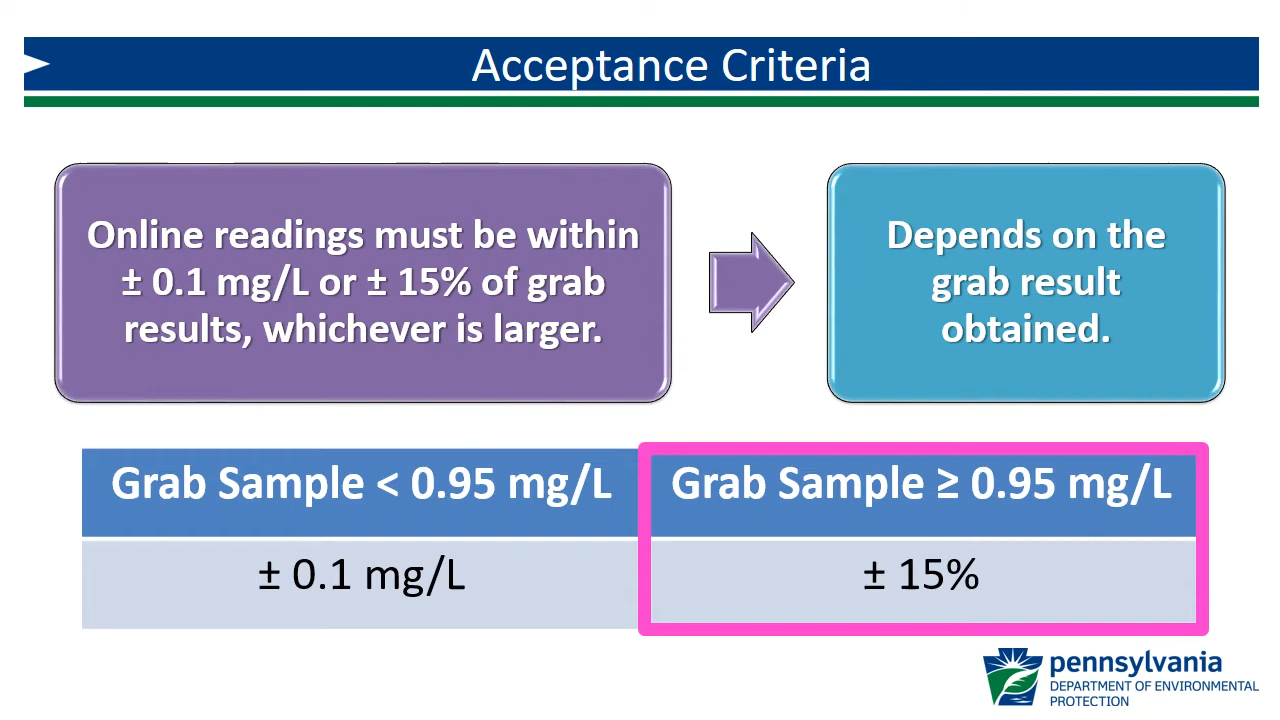 Acceptance Criteria
Online readings must be within
± 0.1 mg/L or ± 15% of grab
results, whichever is larger.
Depends on the
grab result
obtained.
Grab Sample < 0.95 mg/L
Grab Sample ≥ 0.95 mg/L
± 0.1 mg/L
± 15%
pennsylvania
DEPARTMENT OF ENVIRONMENTAL
PROTECTION